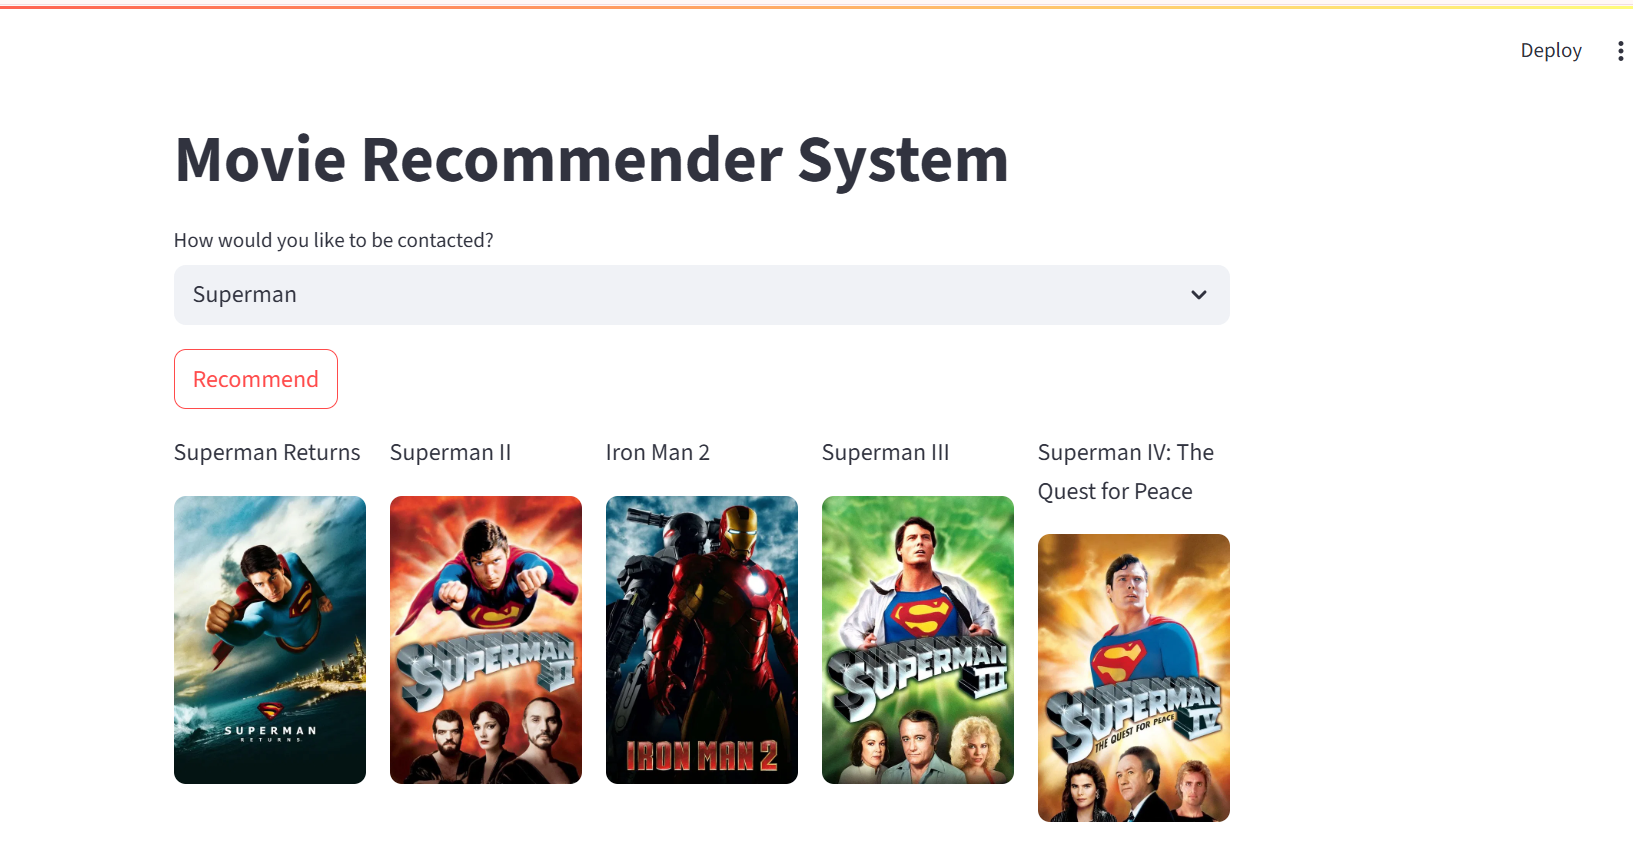 Deploy
Movie Recommender System
How would you like to be contacted?
Superman
Recommend
Superman Returns
Superman II
Iron Man 2
Superman III
Superman IV: The
Quest for Peace
SUPERMAN
RETURNS
SUPERMAN
II
IRON MAN 2
SUPERMAN
III
SUPERMAN
IV
THE QUEST FOR PEACE